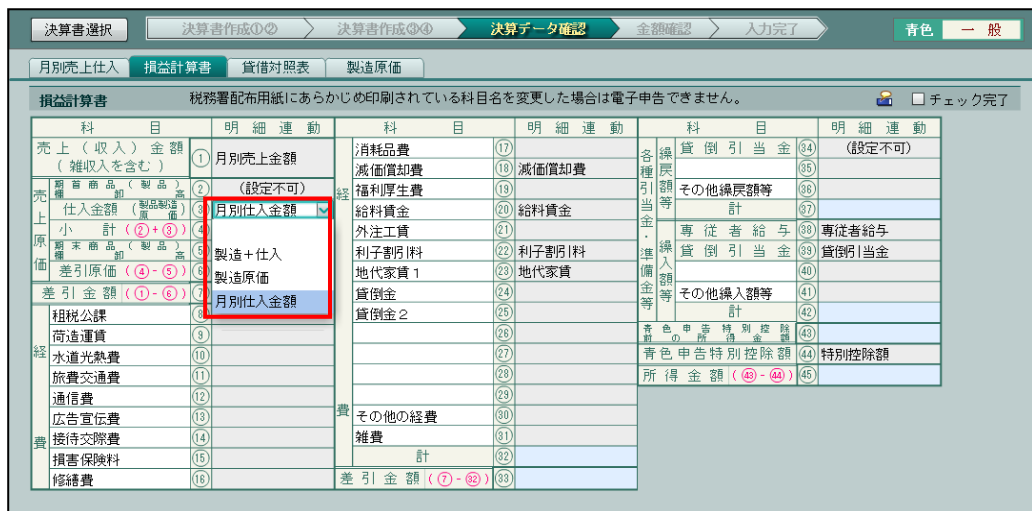 決算書選択 決算書作成①② 決算書作成③④ 決算データ確認 金額確認 入力完了 青色 一 般
月別売上仕入 損益計算書 貸借対照表 製造原価
損益計算書 税務署配布用紙にあらかじめ印刷されている科目名を変更した場合は電子申告できません。 チェック完了
科 目 明 細 連 動
売 上 （ 収 入 ） 金 額
（ 雑収入を含む ） ① 月別売上金額
売上原価
期 首 商 品 （ 製 品 ）
棚 卸 高 ② （設定不可）
仕入金額 （製品製造原 価） ③ 月別仕入金額
小 計 （②+③） ④
期 末 商 品 （ 製 品 ）
棚 卸 高 ⑤
差引原価（④-⑤） ⑥
製造＋仕入
製造原価
月別仕入金額
差 引 金 額（①-⑥） ⑦
経費
租税公課 ⑧
荷造運賃 ⑨
水道光熱費 ⑩
旅費交通費 ⑪
通信費 ⑫
広告宣伝費 ⑬
接待交際費 ⑭
損害保険料 ⑮
修繕費 ⑯
科 目 明 細 連 動
経費
消耗品費 ⑰
減価償却費 ⑱ 減価償却費
福利厚生費 ⑲
給料賃金 ⑳ 給料賃金
外注工賃 ㉑
利子割引料 ㉒ 利子割引料
地代家賃１ ㉓ 地代家賃
貸倒金 ㉔
貸倒金２ ㉕
㉖
㉗
㉘
㉙
その他の経費 ㉚
雑費 ㉛
計 ㉜
差 引 金 額（⑦-㉜） ㉝
科 目 明 細 連 動
各種引当金・準備金等
繰戻額等
貸 倒 引 当 金 ㉞ （設定不可）
㉟
その他繰戻額等 ㊱
計 ㊲
繰入額等
専 従 者 給 与 ㊳ 専従者給与
貸 倒 引 当 金 ㊴ 貸倒引当金
㊵
その他繰入額等 ㊶
計 ㊷
青 色 申 告 特 別 控 除
前 の 所 得 金 額 ㊸
青色申告特別控除額 ㊹ 特別控除額
所 得 金 額（㊸-㊹） ㊺